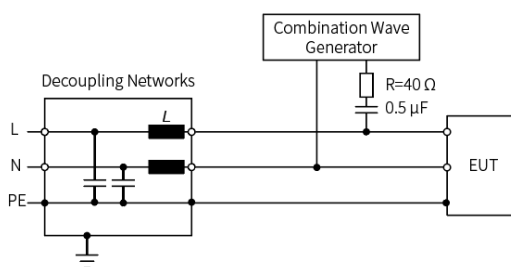 Combination Wave
Generator
Decoupling Networks
R=40 Ω
0.5 μF
L
L
N
EUT
PE